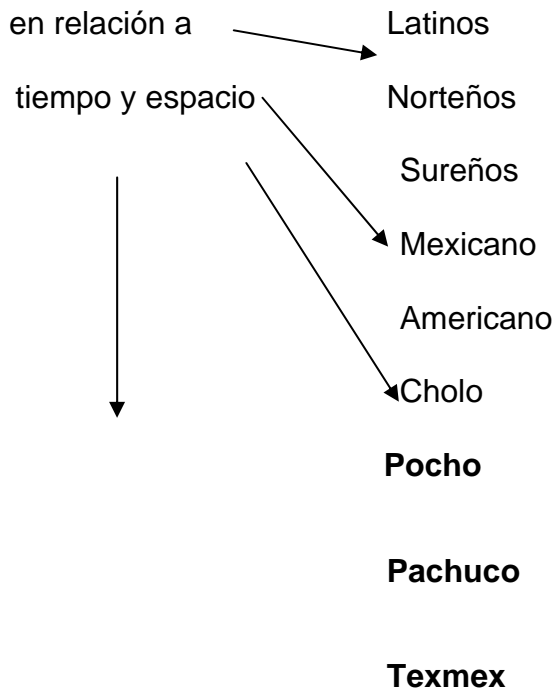 en relación a Latinos
tiempo y espacio Norteños
Sureños
Mexicano
Americano
Cholo
Pocho
Pachuco
Texmex